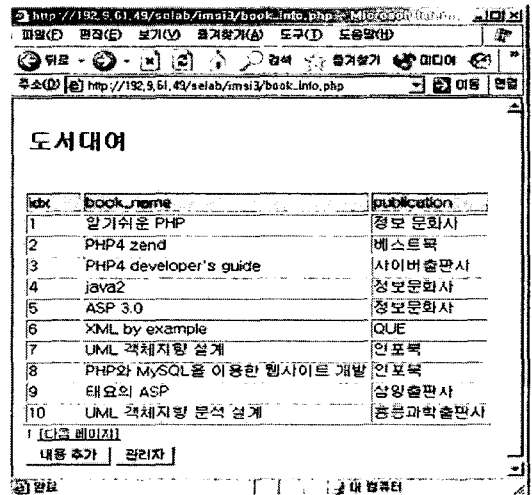 http://192.9.61.49/selab/imsi3/book_info.php - Microsoft
파일(F) 편집(E) 보기(V) 즐겨찾기(A) 도구(T) 도움말(H)
뒤로 검색 즐겨찾기 미디어
주소(D) http://192.9.61.49/selab/imsi3/book_info.php 이동 연결
도서대여
idx book_name publication
1 알기쉬운 PHP 정보 문화사
2 PHP4 zend 베스트북
3 PHP4 developer's guide 사이버출판사
4 java2 정보문화사
5 ASP 3.0 정보문화사
6 XML by example QUE
7 UML 객체지향 설계 인포북
8 PHP와 MySQL을 이용한 웹사이트 개발 인포북
9 태요의 ASP 삼양출판사
10 UML 객체지향 분석 설계 홍릉과학출판사
1 [다음 페이지]
내용 추가 관리자
완료 내 컴퓨터